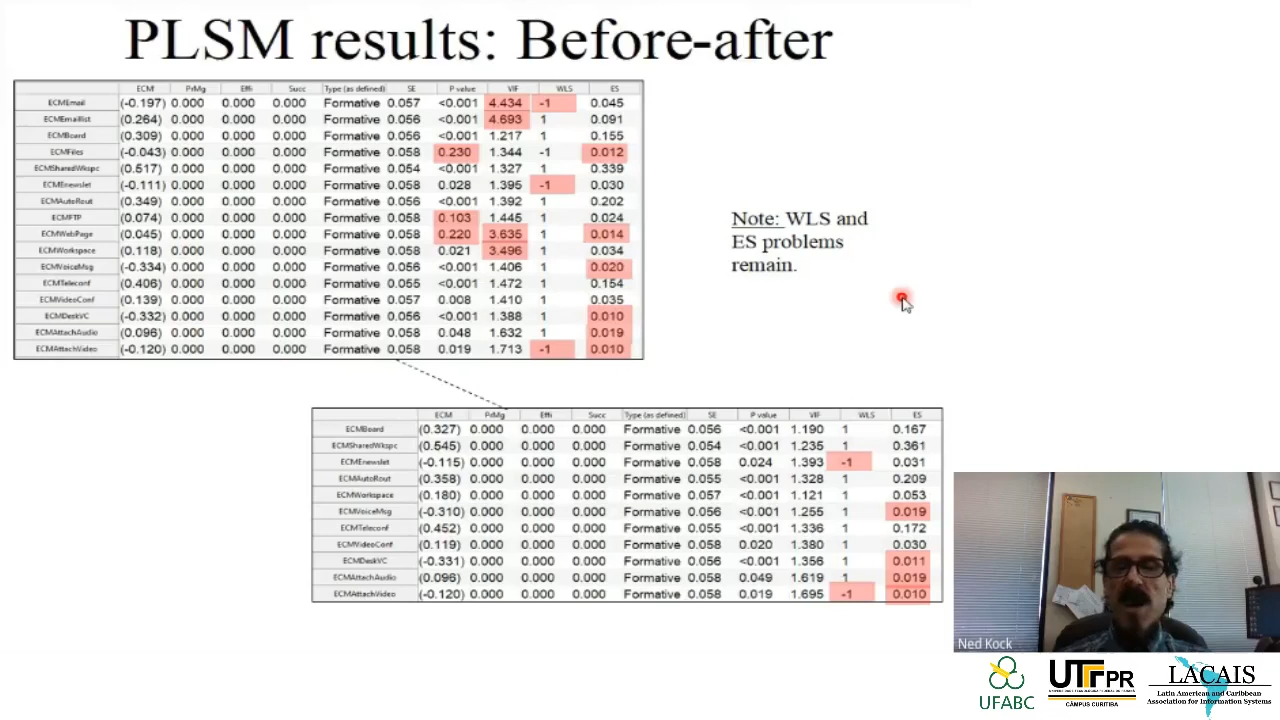 PLSM results: Before-after
ECM PrMg Effi Succ Type (as defined) SE P value VIF WLS ES
ECMEmail (-0.197) 0.000 0.000 0.000 Formative 0.057 <0.001 4.434 -1 0.045
ECMEmaillist (0.264) 0.000 0.000 0.000 Formative 0.056 <0.001 4.693 1 0.091
ECMBoard (0.309) 0.000 0.000 0.000 Formative 0.056 <0.001 1.217 1 0.155
ECMFiles (-0.043) 0.000 0.000 0.000 Formative 0.058 0.230 1.344 -1 0.012
ECMSharedWkspc (0.517) 0.000 0.000 0.000 Formative 0.054 <0.001 1.327 1 0.339
ECMEnewslet (-0.111) 0.000 0.000 0.000 Formative 0.058 0.028 1.395 -1 0.030
ECMAutoRout (0.349) 0.000 0.000 0.000 Formative 0.056 <0.001 1.392 1 0.202
ECMFTP (0.074) 0.000 0.000 0.000 Formative 0.058 0.103 1.445 1 0.024
ECMWebPage (0.045) 0.000 0.000 0.000 Formative 0.058 0.220 3.635 1 0.014
ECMWorkspace (0.118) 0.000 0.000 0.000 Formative 0.058 0.021 3.496 1 0.034
ECMVoiceMsg (-0.334) 0.000 0.000 0.000 Formative 0.056 <0.001 1.406 1 0.020
ECMTeleconf (0.406) 0.000 0.000 0.000 Formative 0.055 <0.001 1.472 1 0.154
ECMVideoConf (0.139) 0.000 0.000 0.000 Formative 0.057 0.008 1.410 1 0.035
ECMDeskVC (-0.332) 0.000 0.000 0.000 Formative 0.056 <0.001 1.388 1 0.010
ECMAttachAudio (0.096) 0.000 0.000 0.000 Formative 0.058 0.048 1.632 1 0.019
ECMAttachVideo (-0.120) 0.000 0.000 0.000 Formative 0.058 0.019 1.713 -1 0.010
Note: WLS and
ES problems
remain.
ECM PrMg Effi Succ Type (as defined) SE P value VIF WLS ES
ECMBoard (0.327) 0.000 0.000 0.000 Formative 0.056 <0.001 1.190 1 0.167
ECMSharedWkspc (0.545) 0.000 0.000 0.000 Formative 0.054 <0.001 1.235 1 0.361
ECMEnewslet (-0.115) 0.000 0.000 0.000 Formative 0.058 0.024 1.393 -1 0.031
ECMAutoRout (0.358) 0.000 0.000 0.000 Formative 0.055 <0.001 1.328 1 0.209
ECMWorkspace (0.180) 0.000 0.000 0.000 Formative 0.057 <0.001 1.121 1 0.053
ECMVoiceMsg (-0.310) 0.000 0.000 0.000 Formative 0.056 <0.001 1.255 1 0.019
ECMTeleconf (0.452) 0.000 0.000 0.000 Formative 0.055 <0.001 1.336 1 0.172
ECMVideoConf (0.119) 0.000 0.000 0.000 Formative 0.058 0.020 1.380 1 0.030
ECMDeskVC (-0.331) 0.000 0.000 0.000 Formative 0.056 <0.001 1.356 1 0.011
ECMAttachAudio (0.096) 0.000 0.000 0.000 Formative 0.058 0.049 1.619 1 0.019
ECMAttachVideo (-0.120) 0.000 0.000 0.000 Formative 0.058 0.019 1.695 -1 0.010
Ned Kock
UFABC
UTFPR
CÂMPUS CURITIBA
LACAIS
Latin American and Caribbean
Association for Information Systems